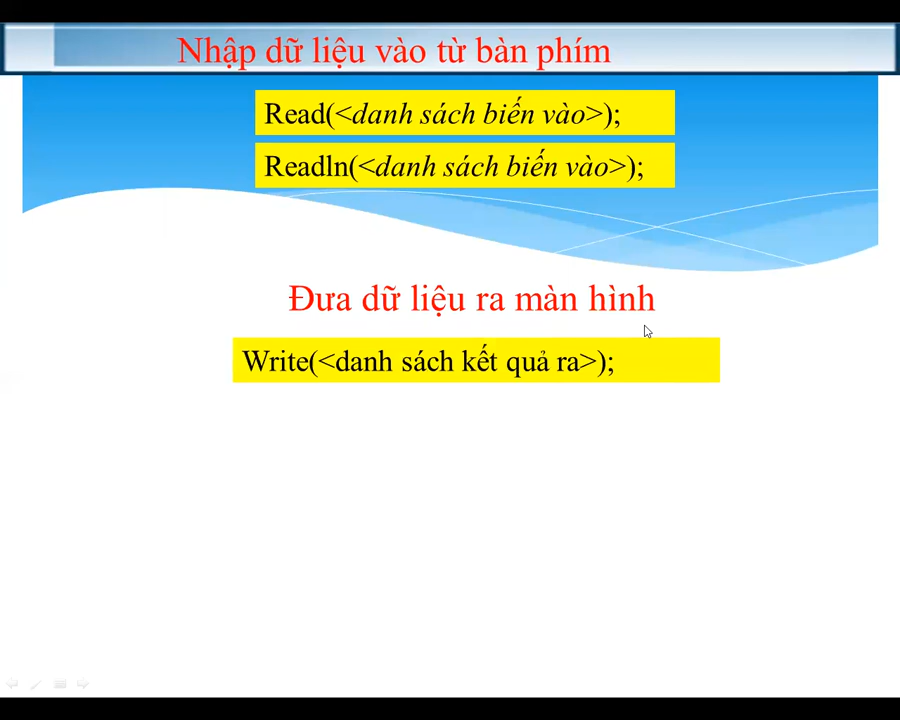 Nhập dữ liệu vào từ bàn phím
Read(<danh sách biến vào>);
Readln(<danh sách biến vào>);
Đưa dữ liệu ra màn hình
Write(<danh sách kết quả ra>);